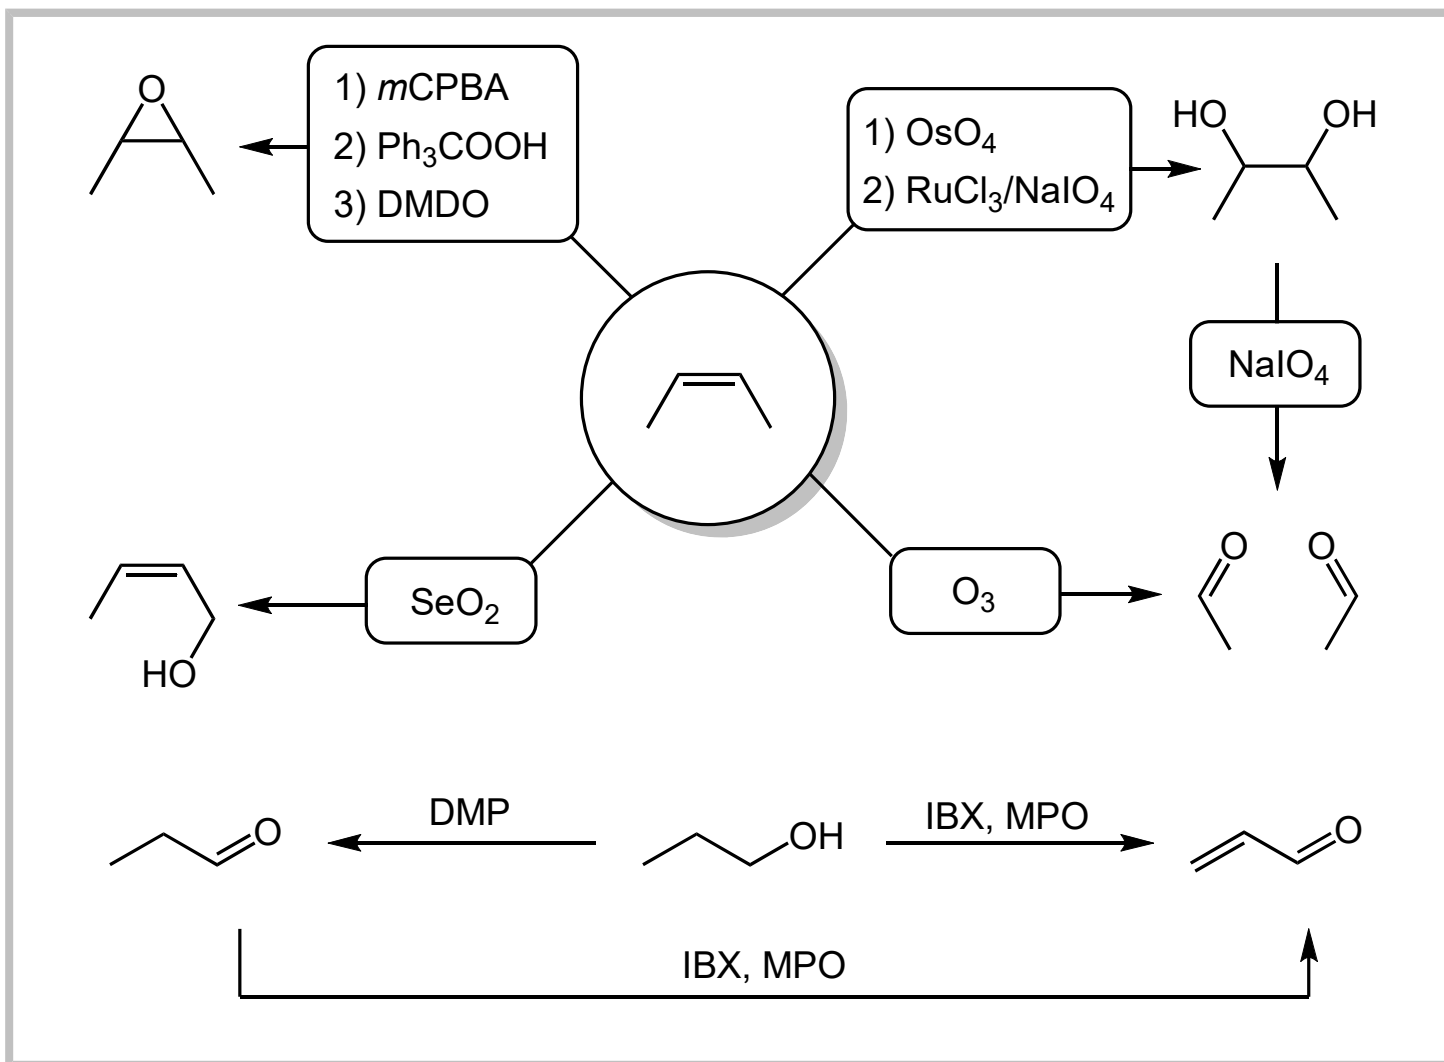 O
1) mCPBA
2) Ph₃COOH
3) DMDO
1) OsO₄
2) RuCl₃/NaIO₄
HO
OH
NaIO₄
SeO₂
HO
O₃
O
O
O
DMP
OH
IBX, MPO
O
IBX, MPO